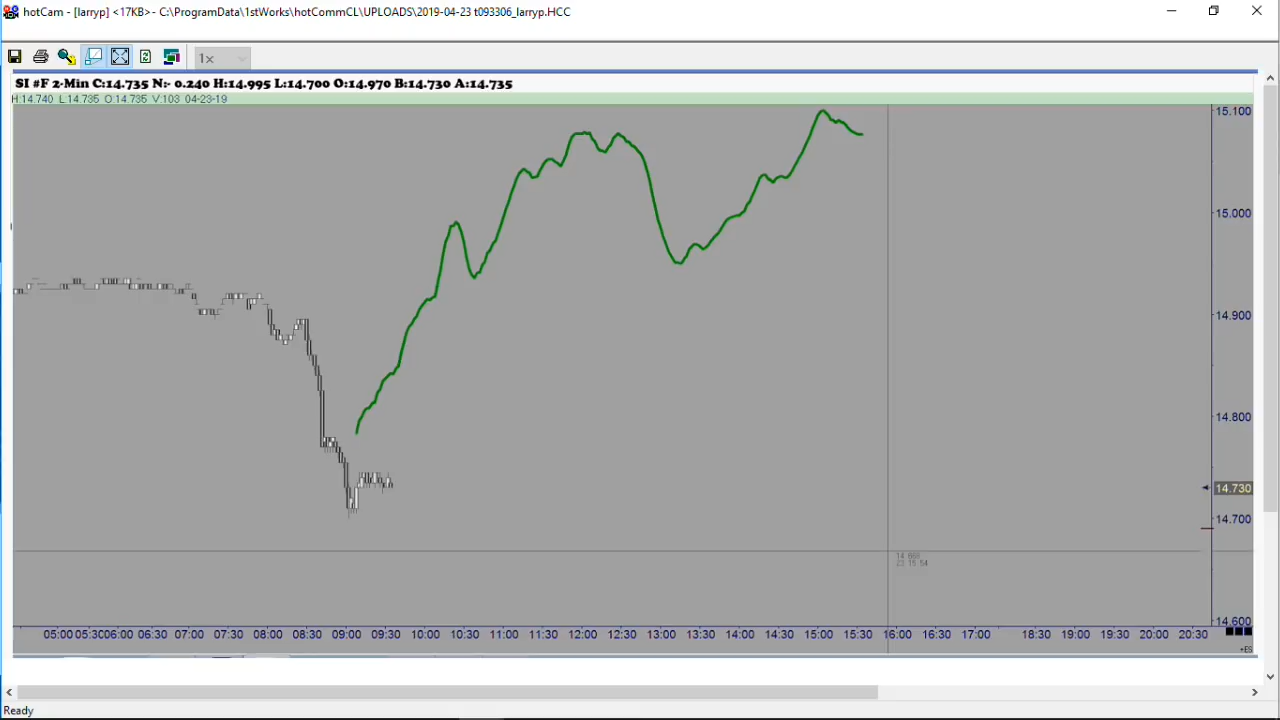 hotCam - [larryp] <17KB>- C:\ProgramData\1stWorks\hotCommCL\UPLOADS\2019-04-23 t093306_larryp.HCC
1x
SI #F 2-Min C:14.735 N:- 0.240 H:14.995 L:14.700 O:14.970 B:14.730 A:14.735
H:14.740 L:14.735 O:14.735 V:103 04-23-19
15.100
15.000
14.900
14.800
14.730
14.700
14.600
05:00 05:30 06:00 06:30 07:00 07:30 08:00 08:30 09:00 09:30 10:00 10:30 11:00 11:30 12:00 12:30 13:00 13:30 14:00 14:30 15:00 15:30 16:00 16:30 17:00 18:30 19:00 19:30 20:00 20:30
+ES
Ready